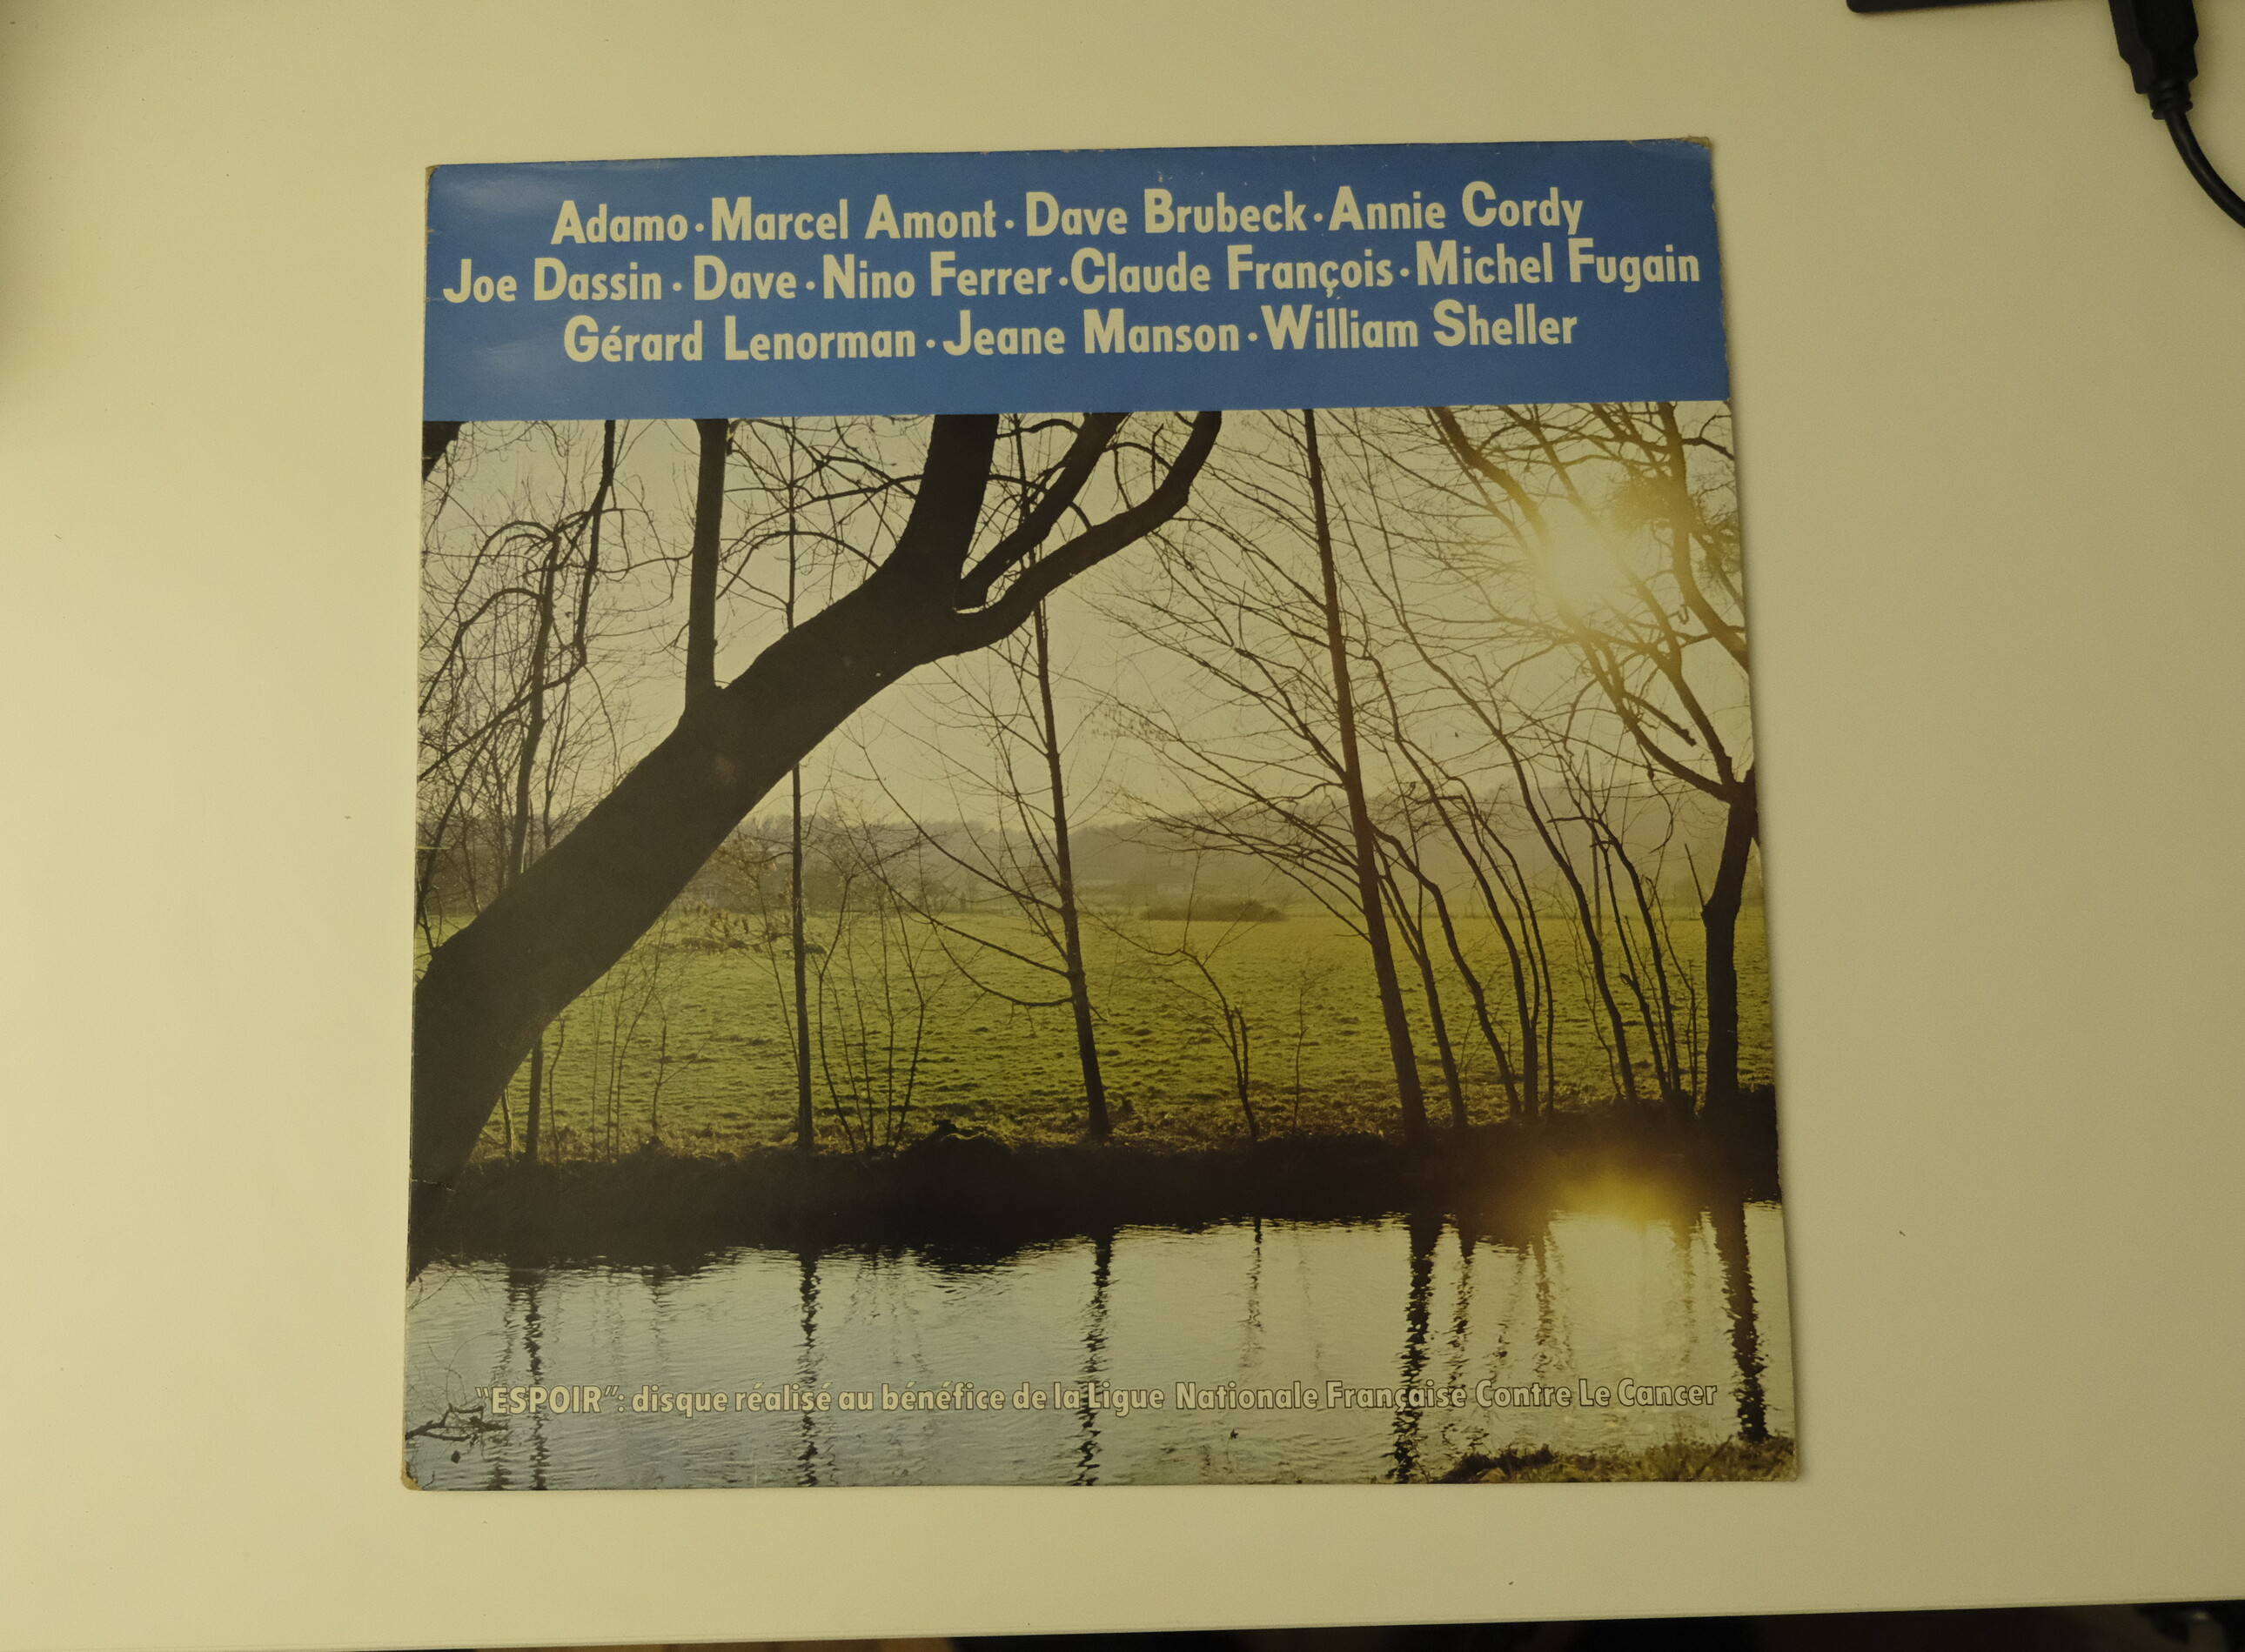 Adamo · Marcel Amont · Dave Brubeck · Annie Cordy
Joe Dassin · Dave · Nino Ferrer · Claude François · Michel Fugain
Gérard Lenorman · Jeane Manson · William Sheller
"ESPOIR": disque réalisé au bénéfice de la Ligue Nationale Française Contre Le Cancer